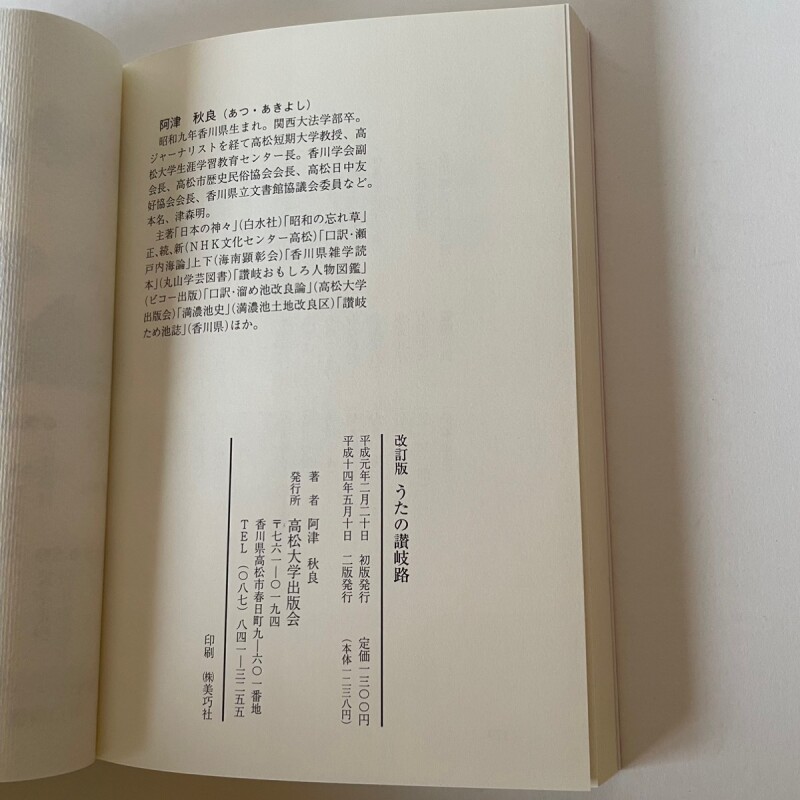 阿津　秋良（あつ・あきよし）
昭和九年香川県生まれ。関西大法学部卒。
ジャーナリストを経て高松短期大学教授、高
松大学生涯学習教育センター長。香川学会副
会長、高松市歴史民俗協会会長、高松日中友
好協会会長、香川県立文書館協議会委員など。
本名、津森明。
主著「日本の神々」（白水社）「昭和の忘れ草」
正、続、新（NHK文化センター高松）「口訳・瀬
戸内海論」上下（海南顕彰会）「香川県雑学読
本」（丸山学芸図書）「讃岐おもしろ人物図鑑」
（ビコー出版）「口訳・溜め池改良論」（高松大学
出版会）「満濃池史」（満濃池土地改良区）「讃岐
ため池誌」（香川県）ほか。
改訂版　うたの讃岐路
平成元年二月二十日　初版発行　定価一三〇〇円
平成十四年五月十日　二版発行　（本体一二三八円）
著　者　阿津　秋良
発行所　高松大学出版会
〒七六一―〇一九四
香川県高松市春日町九―六〇一番地
TEL（〇八七）八四一―三二五五
印刷　㈱美巧社